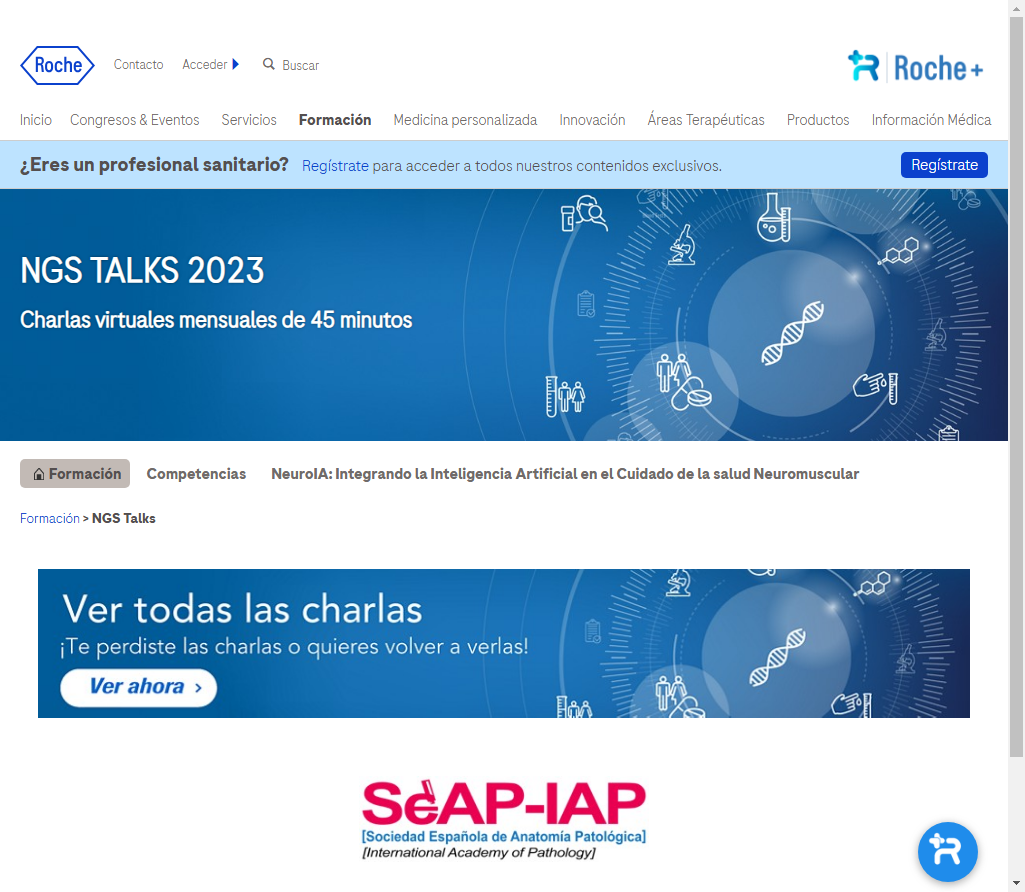 Roche
Contacto
Acceder
Buscar
Roche+
Inicio
Congresos & Eventos
Servicios
Formación
Medicina personalizada
Innovación
Áreas Terapéuticas
Productos
Información Médica
¿Eres un profesional sanitario? Regístrate para acceder a todos nuestros contenidos exclusivos.
Regístrate
NGS TALKS 2023
Charlas virtuales mensuales de 45 minutos
Formación
Competencias
NeuroIA: Integrando la Inteligencia Artificial en el Cuidado de la salud Neuromuscular
Formación > NGS Talks
Ver todas las charlas
¡Te perdiste las charlas o quieres volver a verlas!
Ver ahora >
SeAP-IAP
[Sociedad Española de Anatomía Patológica]
[International Academy of Pathology]